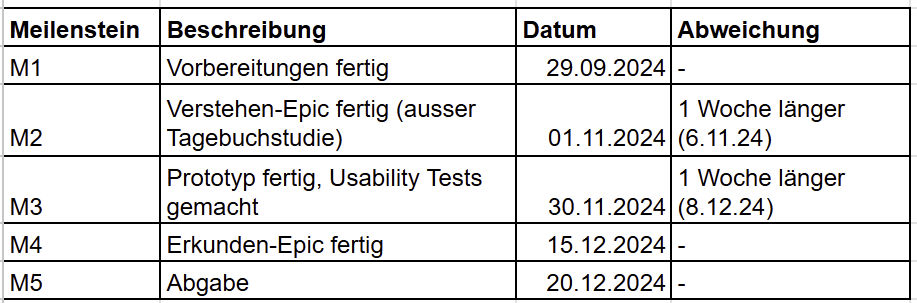 Meilenstein Beschreibung Datum Abweichung
M1 Vorbereitungen fertig 29.09.2024 -
Verstehen-Epic fertig (ausser 1 Woche länger
M2 Tagebuchstudie) 01.11.2024 (6.11.24)
Prototyp fertig, Usability Tests 1 Woche länger
M3 gemacht 30.11.2024 (8.12.24)
M4 Erkunden-Epic fertig 15.12.2024 -
M5 Abgabe 20.12.2024 -